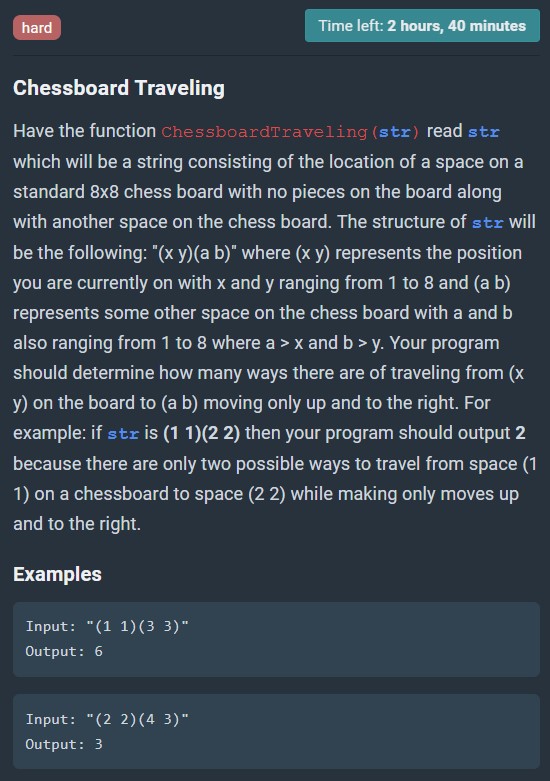 hard
Time left: 2 hours, 40 minutes
Chessboard Traveling
Have the function ChessboardTraveling(str) read str
which will be a string consisting of the location of a space on a
standard 8x8 chess board with no pieces on the board along
with another space on the chess board. The structure of str will
be the following: "(x y)(a b)" where (x y) represents the position
you are currently on with x and y ranging from 1 to 8 and (a b)
represents some other space on the chess board with a and b
also ranging from 1 to 8 where a > x and b > y. Your program
should determine how many ways there are of traveling from (x
y) on the board to (a b) moving only up and to the right. For
example: if str is (1 1)(2 2) then your program should output 2
because there are only two possible ways to travel from space (1
1) on a chessboard to space (2 2) while making only moves up
and to the right.
Examples
Input: "(1 1)(3 3)"
Output: 6
Input: "(2 2)(4 3)"
Output: 3